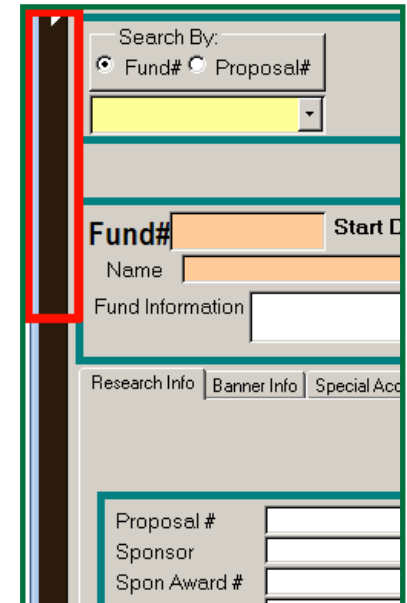 Search By:
Fund# Proposal#
Fund# Start D
Name
Fund Information
Research Info Banner Info Special Acc
Proposal #
Sponsor
Spon Award #